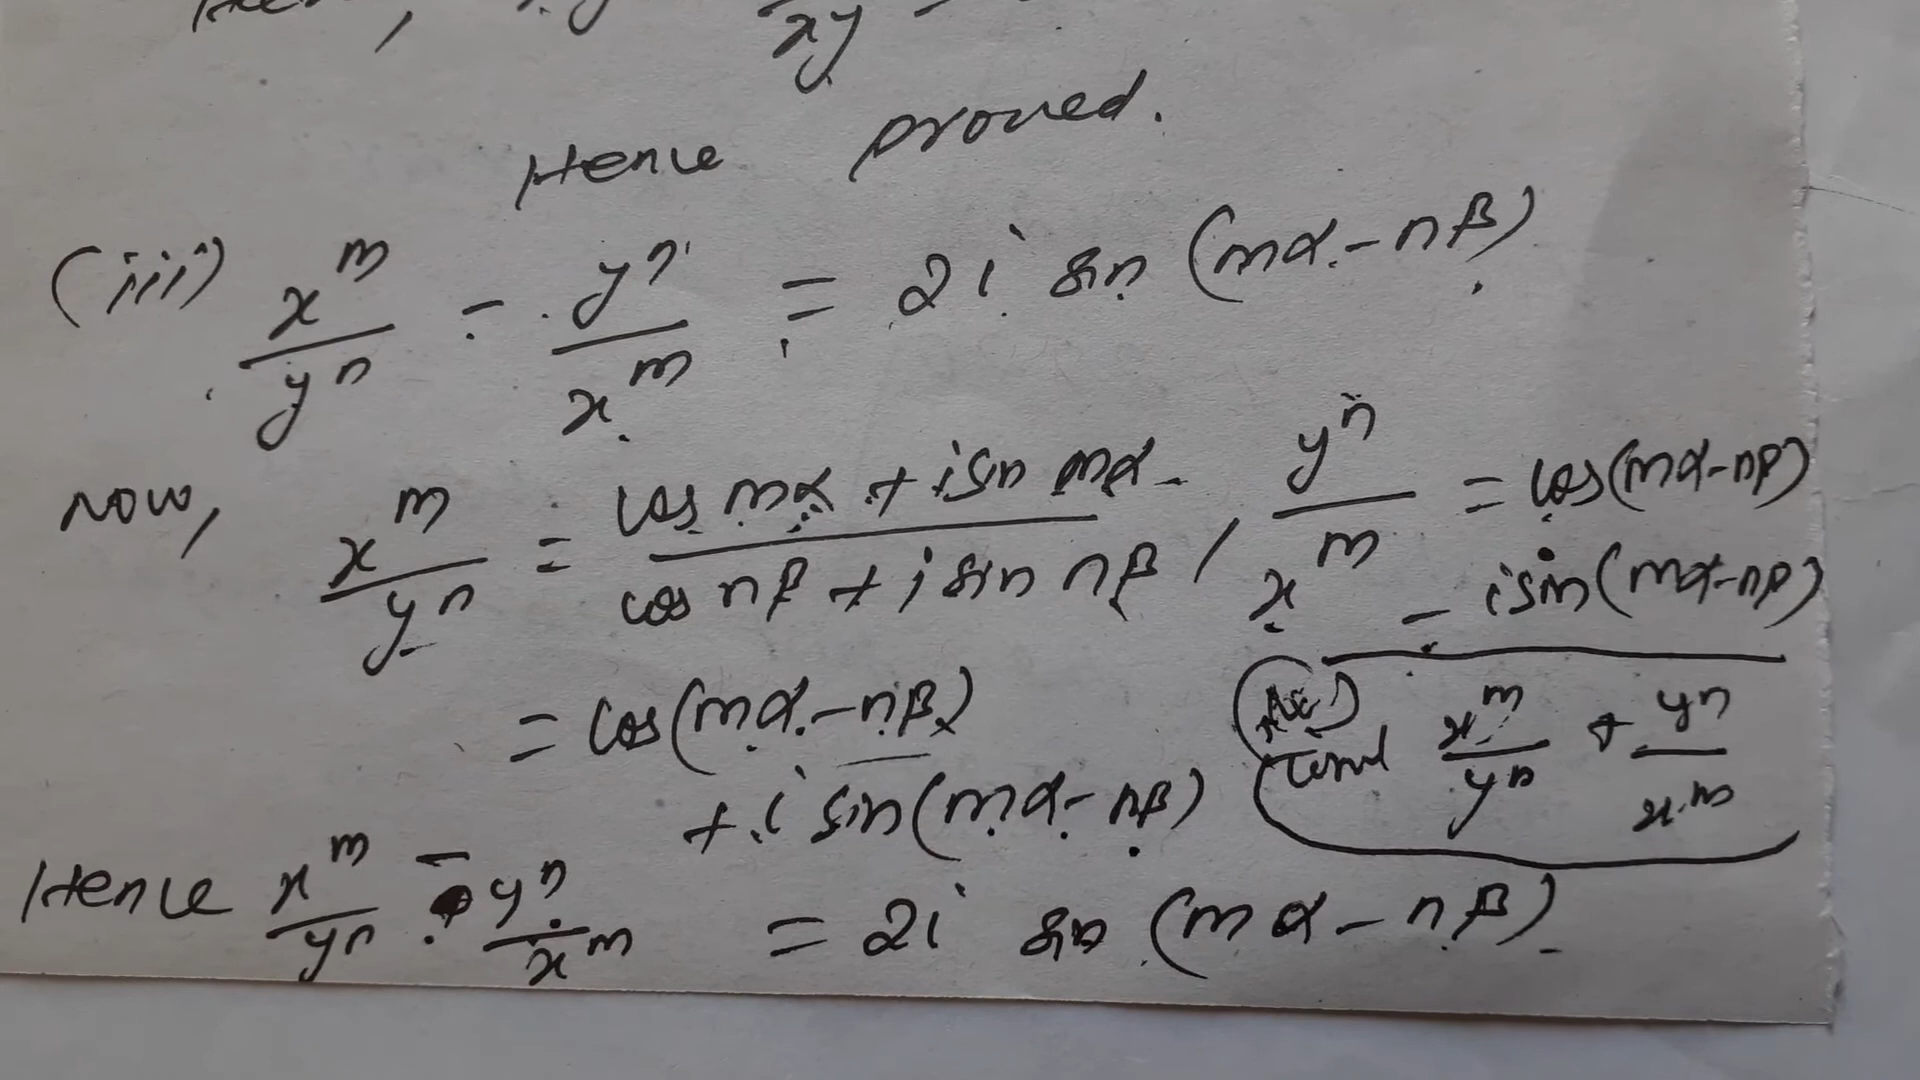 xy
Hence proved.
(iii) x^m/y^n - y^n/x^m = 2i sin (mα - nβ)
Now, x^m/y^n = (cos mα + i sin mα)/(cos nβ + i sin nβ) / y^n/x^m = cos(mα-nβ) - i sin(mα-nβ)
= cos(mα - nβ)
+ i sin(mα - nβ)
x^m/y^n + y^n/x^m
Hence x^m/y^n - y^n/x^m = 2i sin (mα - nβ)